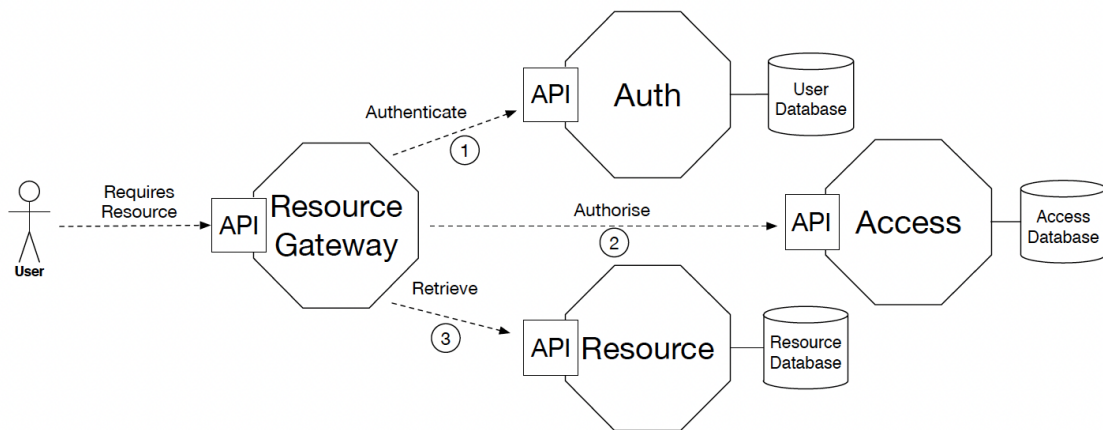 API
Auth
User
Database
Authenticate
1
Requires
Resource
User
API
Resource
Gateway
Authorise
2
API
Access
Access
Database
Retrieve
3
API
Resource
Resource
Database